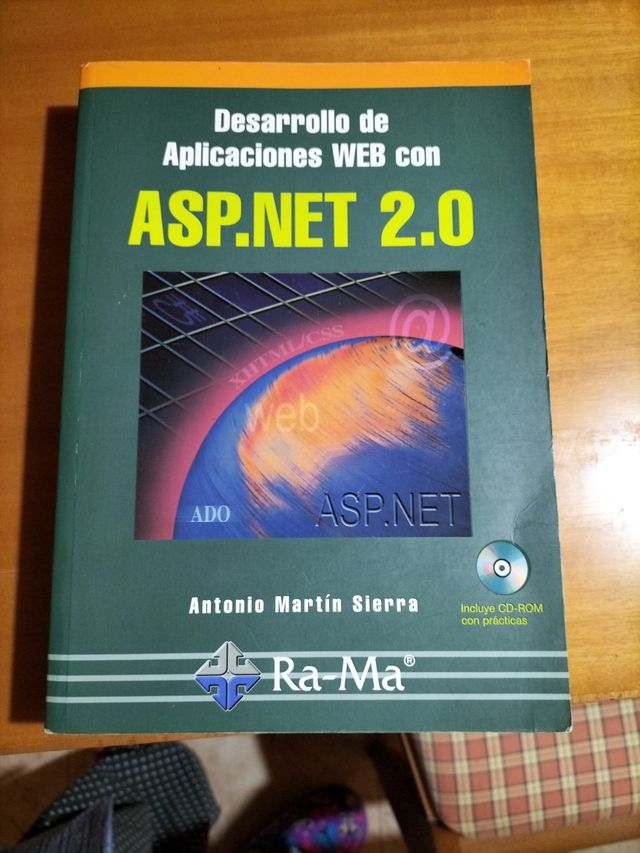 Desarrollo de
Aplicaciones WEB con
ASP.NET 2.0
C#
@
XHTML/CSS
web
ADO
ASP.NET
Antonio Martín Sierra
Incluye CD-ROM
con prácticas
Ra-Ma®